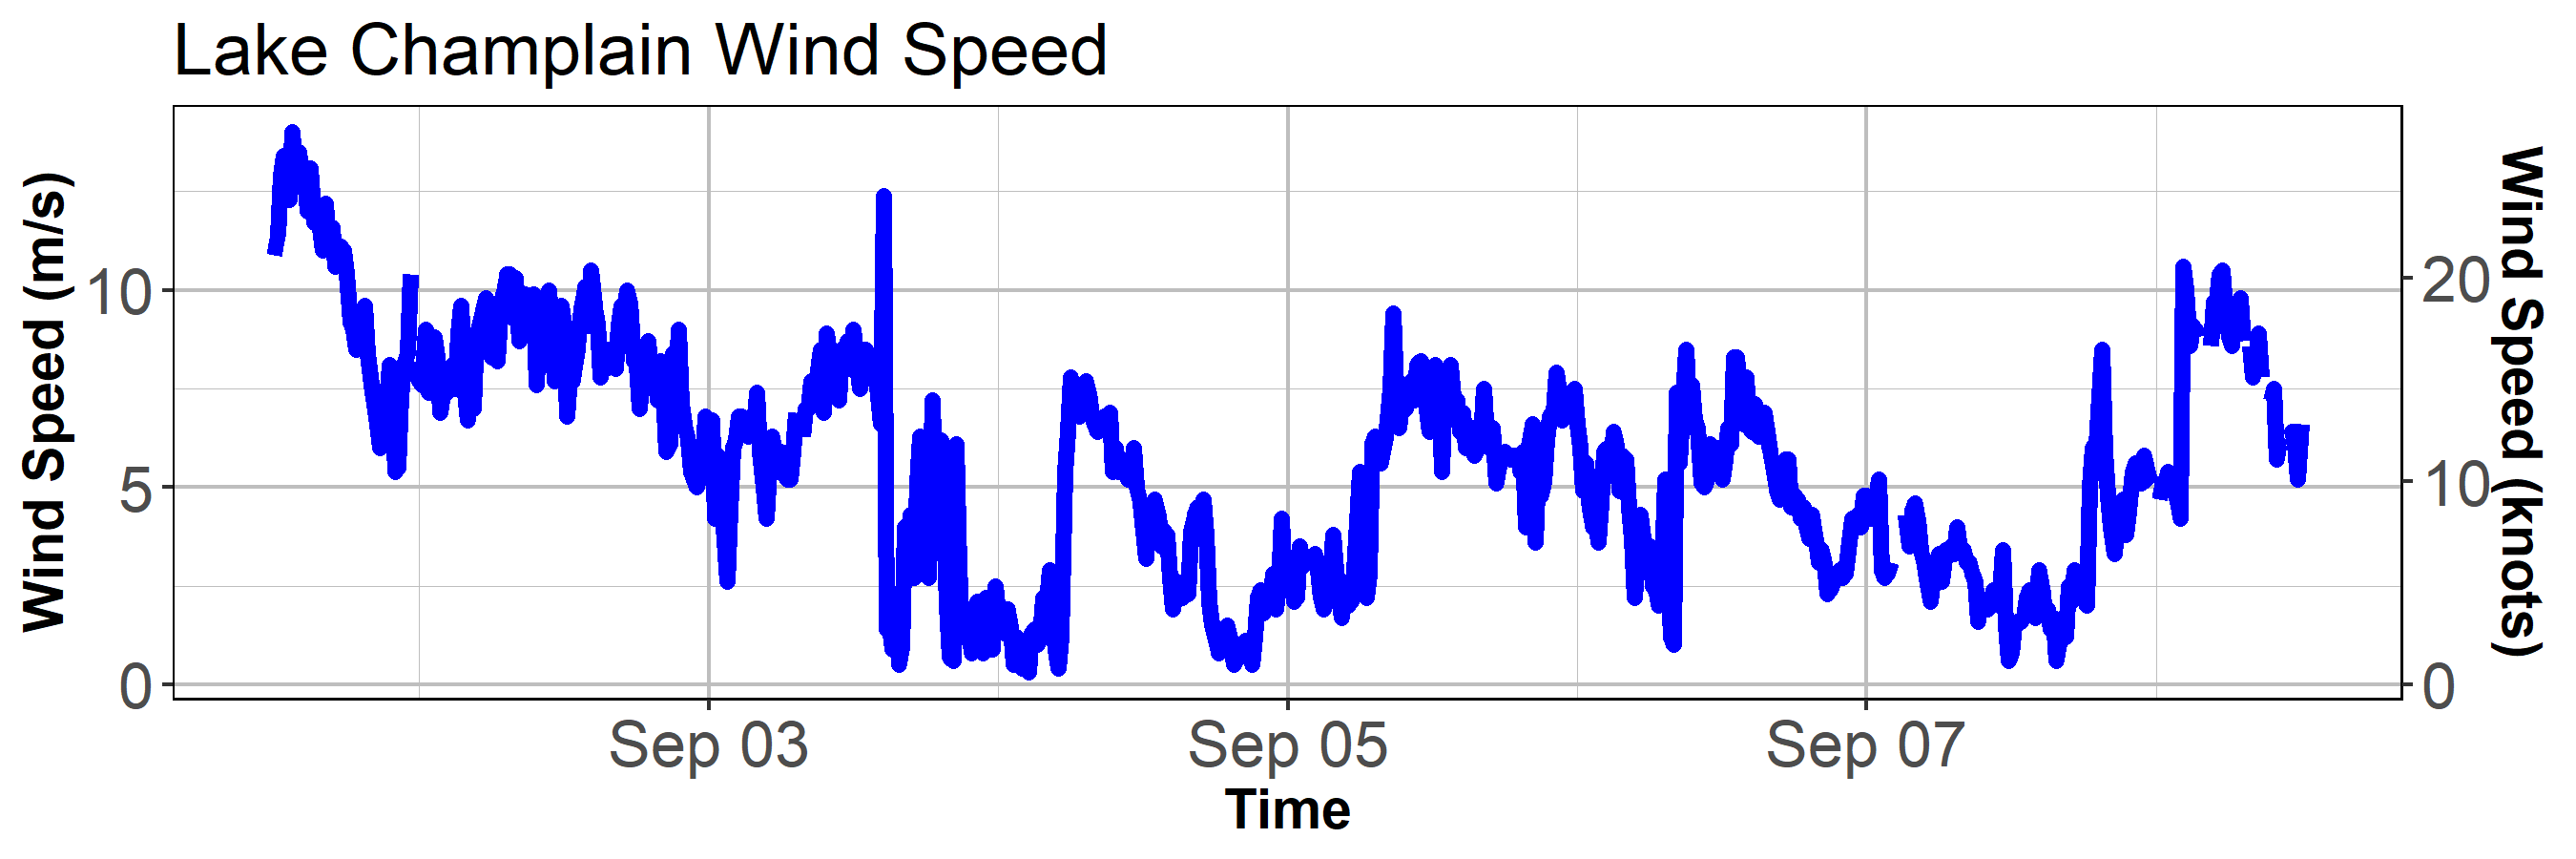 Lake Champlain Wind Speed
Wind Speed (m/s)
10
5
0
20
10
0
Wind Speed (knots)
Sep 03
Sep 05
Sep 07
Time